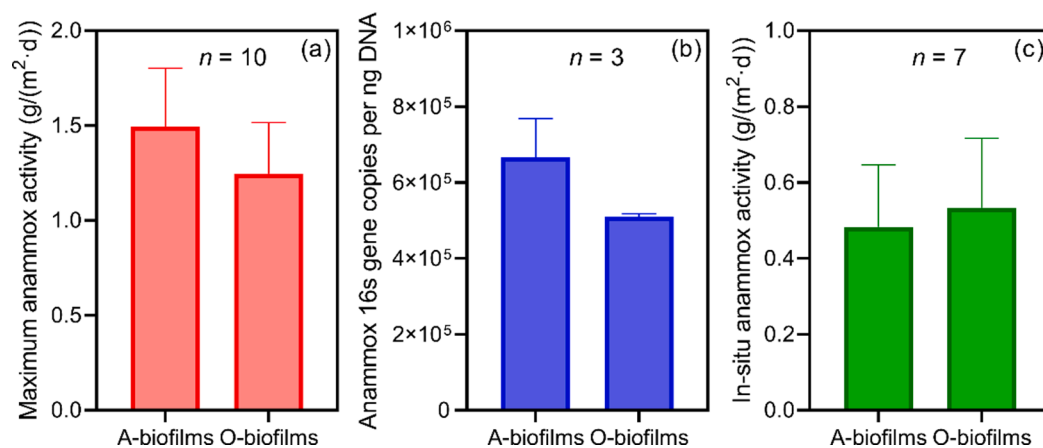 Maximum anammox activity (g/(m²·d))
2.0
1.5
1.0
0.5
0.0
n = 10
(a)
A-biofilms O-biofilms
Anammox 16s gene copies per ng DNA
1×10⁶
8×10⁵
6×10⁵
4×10⁵
2×10⁵
0
n = 3
(b)
A-biofilms O-biofilms
In-situ anammox activity (g/(m²·d))
1.0
0.8
0.6
0.4
0.2
0.0
n = 7
(c)
A-biofilms O-biofilms